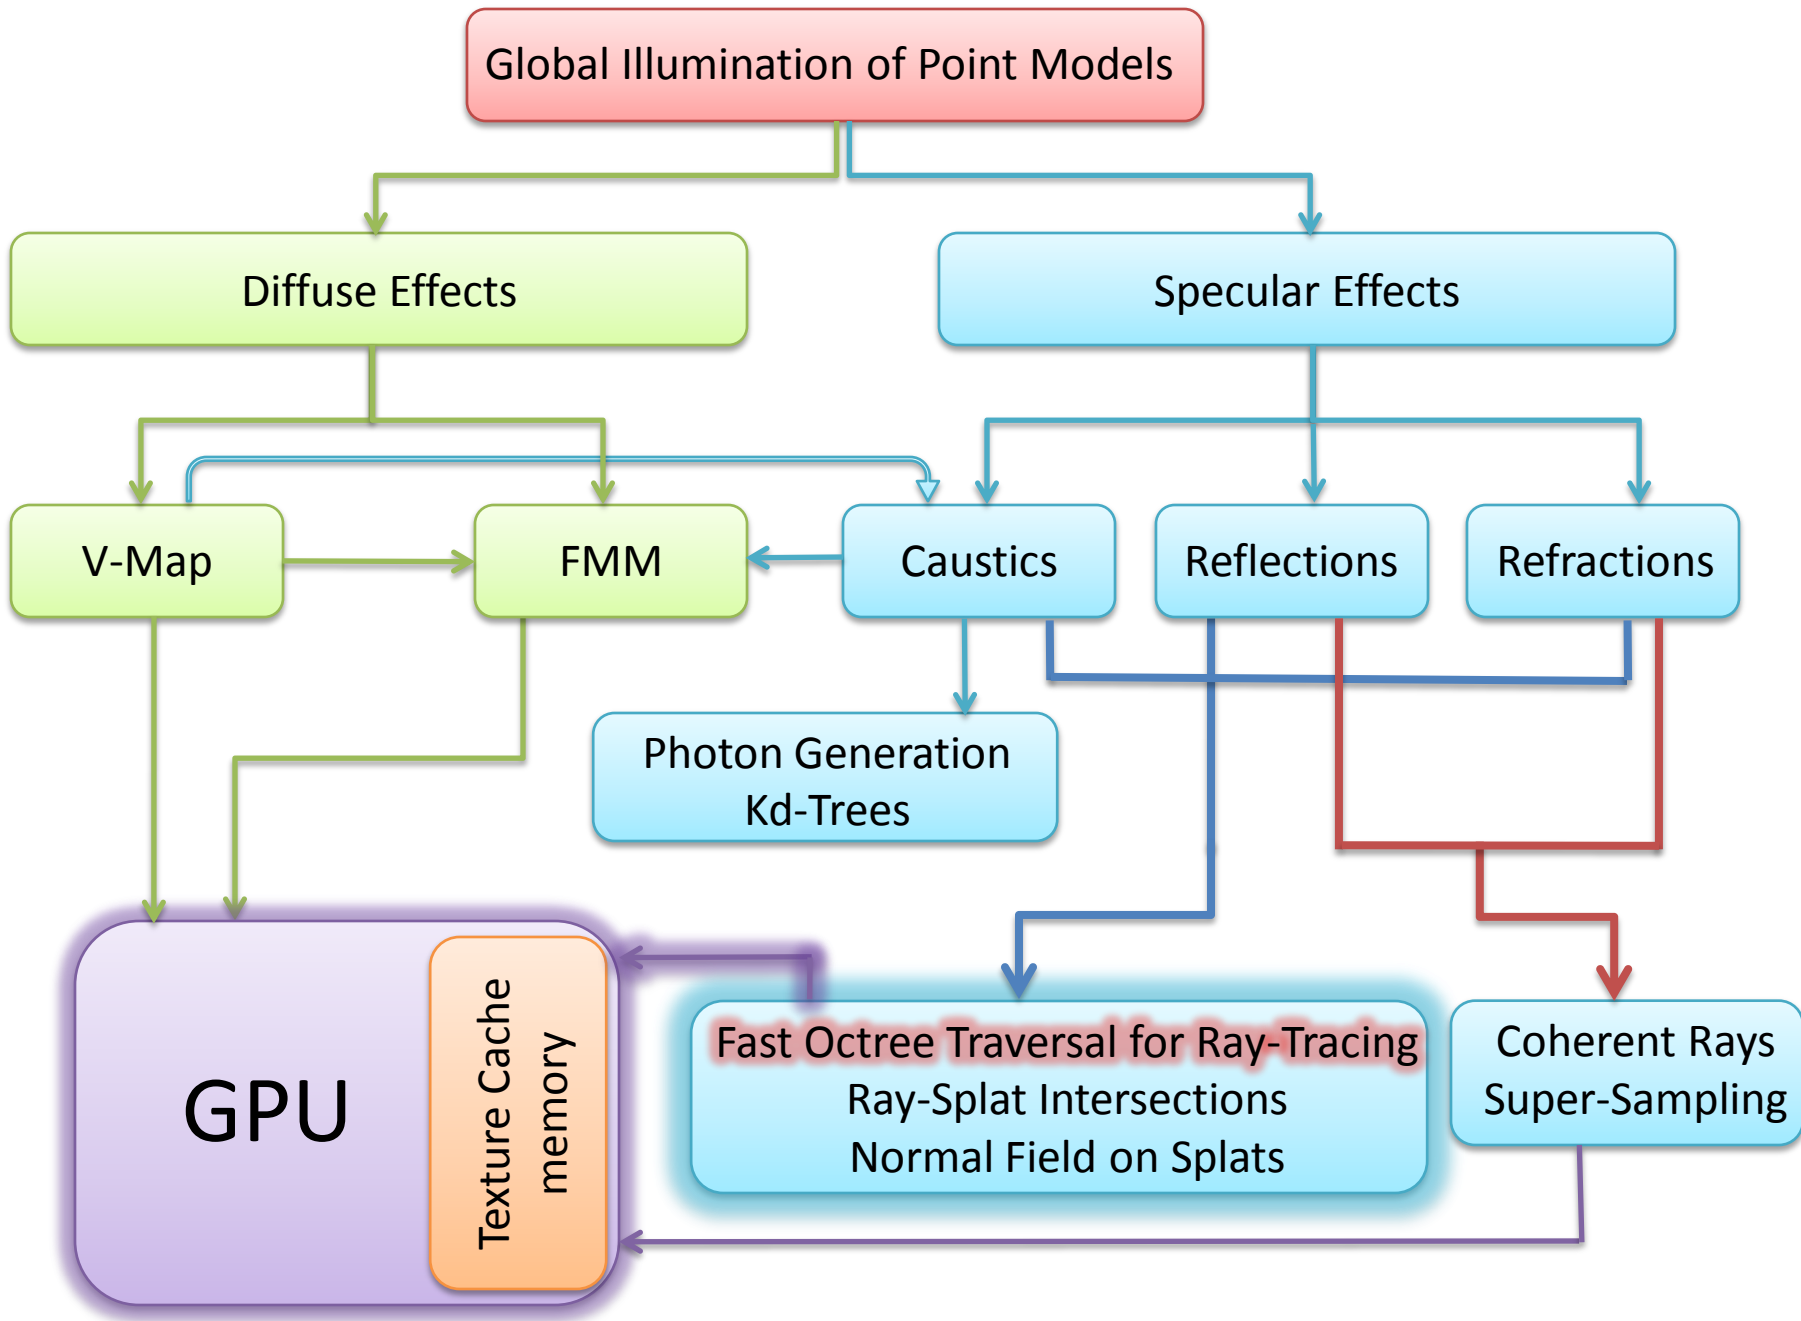 Global Illumination of Point Models
Diffuse Effects
Specular Effects
V-Map
FMM
Caustics
Reflections
Refractions
Photon Generation
Kd-Trees
GPU
Texture Cache
memory
Fast Octree Traversal for Ray-Tracing
Ray-Splat Intersections
Normal Field on Splats
Coherent Rays
Super-Sampling